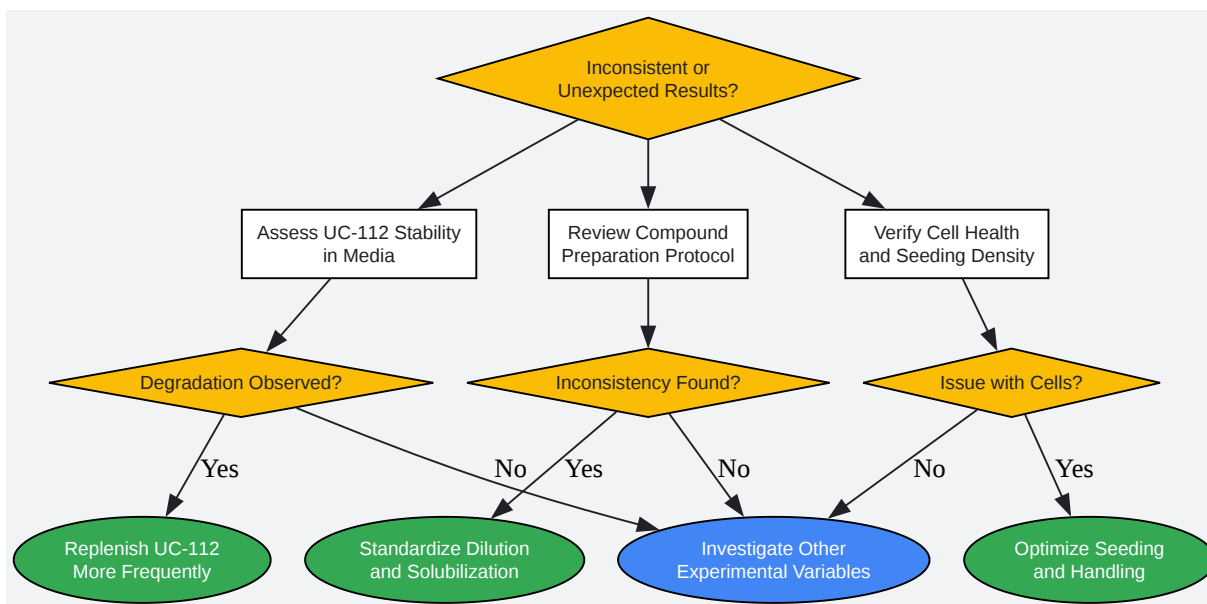 Inconsistent or
Unexpected Results?
Assess UC-112 Stability
in Media
Review Compound
Preparation Protocol
Verify Cell Health
and Seeding Density
Degradation Observed?
Inconsistency Found?
Issue with Cells?
Yes
No
Yes
No
No
Yes
Replenish UC-112
More Frequently
Standardize Dilution
and Solubilization
Investigate Other
Experimental Variables
Optimize Seeding
and Handling